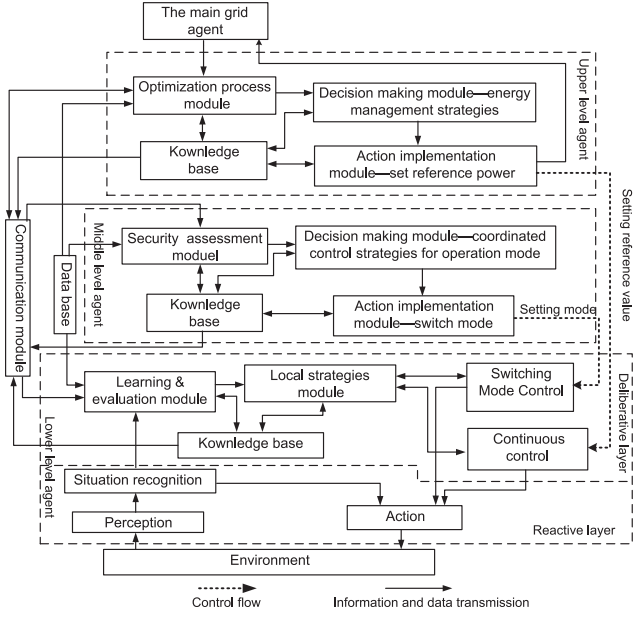 The main grid
agent
Upper level agent
Optimization process
module
Decision making module—energy
management strategies
Kownledge
base
Action implementation
module—set reference power
Setting reference value
Communication module
Data base
Middle level agent
Security assessment
moduel
Decision making module—coordinated
control strategies for operation mode
Kownledge
base
Action implementation
module—switch mode
Setting mode
Lower level agent
Learning &
evaluation module
Local strategies
module
Switching
Mode Control
Deliberative layer
Kownledge base
Continuous
control
Situation recognition
Perception
Action
Reactive layer
Environment
Control flow
Information and data transmission